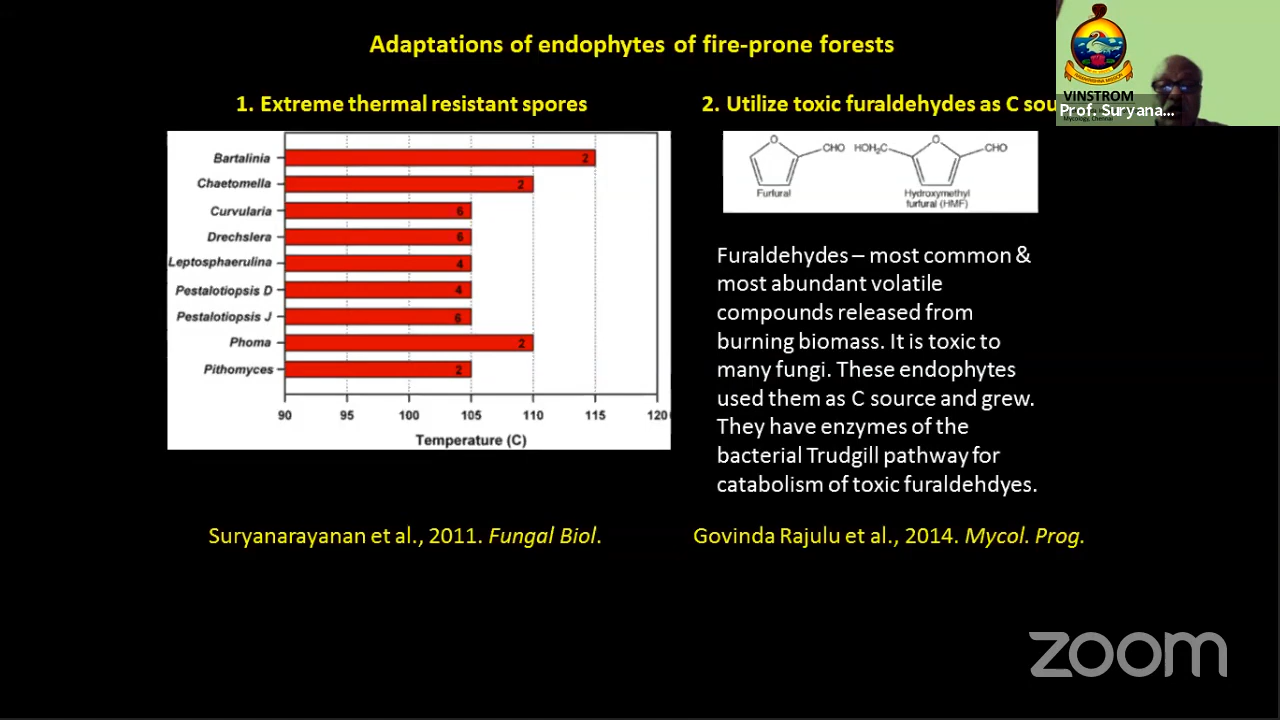 Adaptations of endophytes of fire-prone forests
1. Extreme thermal resistant spores
Bartalinia
2
Chaetomella
2
Curvularia
6
Drechslera
6
Leptosphaerulina
4
Pestalotiopsis D
4
Pestalotiopsis J
6
Phoma
2
Pithomyces
2
90 95 100 105 110 115 120
Temperature (C)
Suryanarayanan et al., 2011. Fungal Biol.
2. Utilize toxic furaldehydes as C sou
CHO HOH₂C CHO
O O
Furfural
Hydroxymethyl
furfural (HMF)
Furaldehydes – most common &
most abundant volatile
compounds released from
burning biomass. It is toxic to
many fungi. These endophytes
used them as C source and grew.
They have enzymes of the
bacterial Trudgill pathway for
catabolism of toxic furaldehdyes.
Govinda Rajulu et al., 2014. Mycol. Prog.
VINSTROM
Prof. Suryana...
Mycology, Chennai
zoom